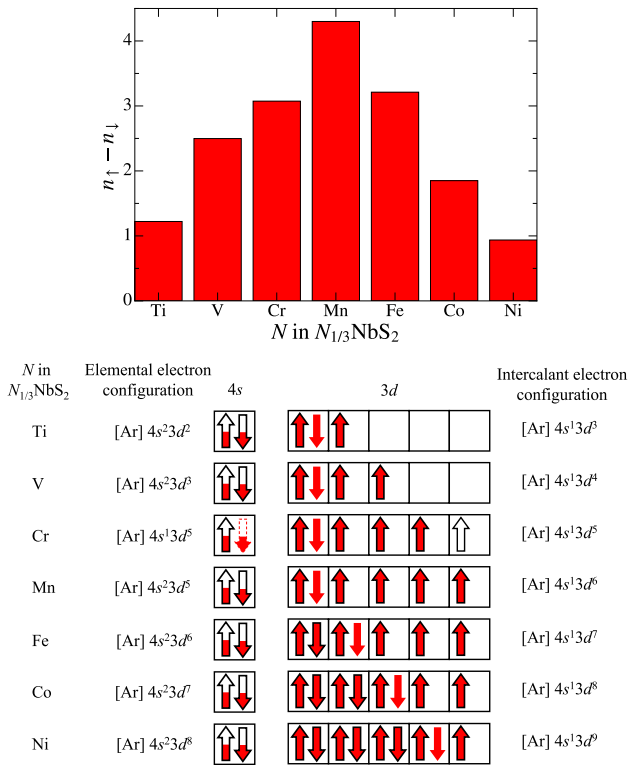 4
3
2
1
0
n↑ − n↓
Ti V Cr Mn Fe Co Ni
N in N1/3NbS2
N in
N1/3NbS2
Elemental electron
configuration
4s
3d
Intercalant electron
configuration
Ti [Ar] 4s²3d² [Ar] 4s¹3d³
V [Ar] 4s²3d³ [Ar] 4s¹3d⁴
Cr [Ar] 4s¹3d⁵ [Ar] 4s¹3d⁵
Mn [Ar] 4s²3d⁵ [Ar] 4s¹3d⁶
Fe [Ar] 4s²3d⁶ [Ar] 4s¹3d⁷
Co [Ar] 4s²3d⁷ [Ar] 4s¹3d⁸
Ni [Ar] 4s²3d⁸ [Ar] 4s¹3d⁹